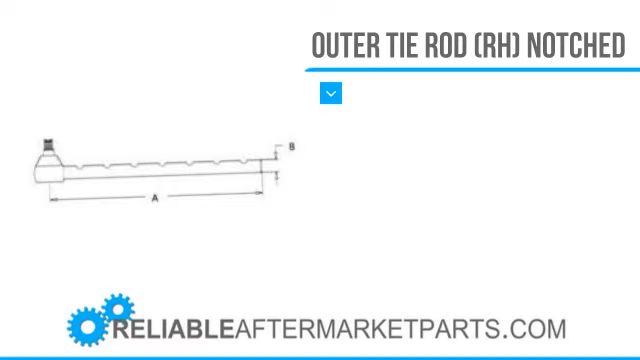 OUTER TIE ROD (RH) NOTCHED
B
A
RELIABLEAFTERMARKETPARTS.COM